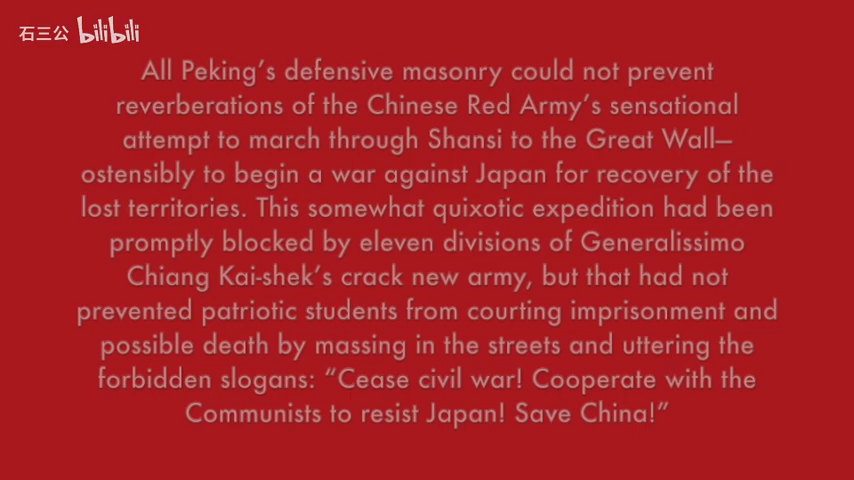 石三公 bilibili
All Peking's defensive masonry could not prevent
reverberations of the Chinese Red Army's sensational
attempt to march through Shansi to the Great Wall—
ostensibly to begin a war against Japan for recovery of the
lost territories. This somewhat quixotic expedition had been
promptly blocked by eleven divisions of Generalissimo
Chiang Kai-shek's crack new army, but that had not
prevented patriotic students from courting imprisonment and
possible death by massing in the streets and uttering the
forbidden slogans: “Cease civil war! Cooperate with the
Communists to resist Japan! Save China!”